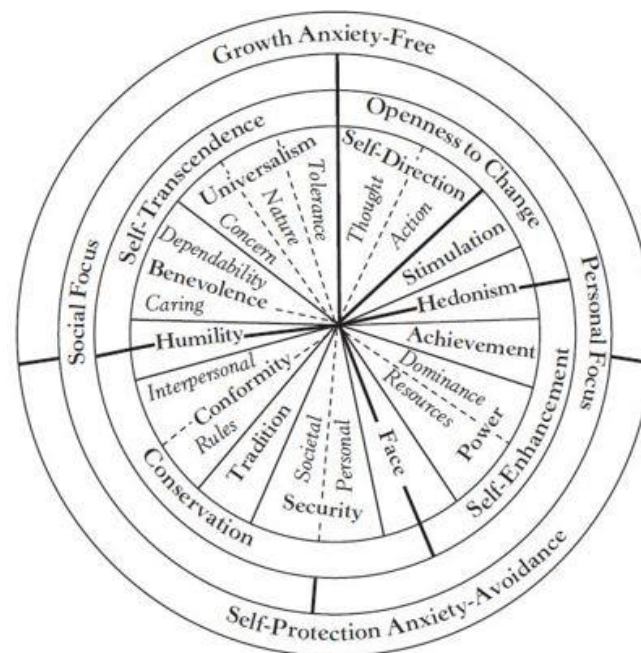 Growth Anxiety-Free
Self-Transcendence
Openness to Change
Universalism
Self-Direction
Tolerance
Nature
Concern
Thought
Action
Stimulation
Dependability
Benevolence
Caring
Hedonism
Social Focus
Personal Focus
Humility
Achievement
Interpersonal
Conformity
Rules
Dominance
Resources
Power
Tradition
Societal
Personal
Security
Face
Conservation
Self-Enhancement
Self-Protection Anxiety-Avoidance